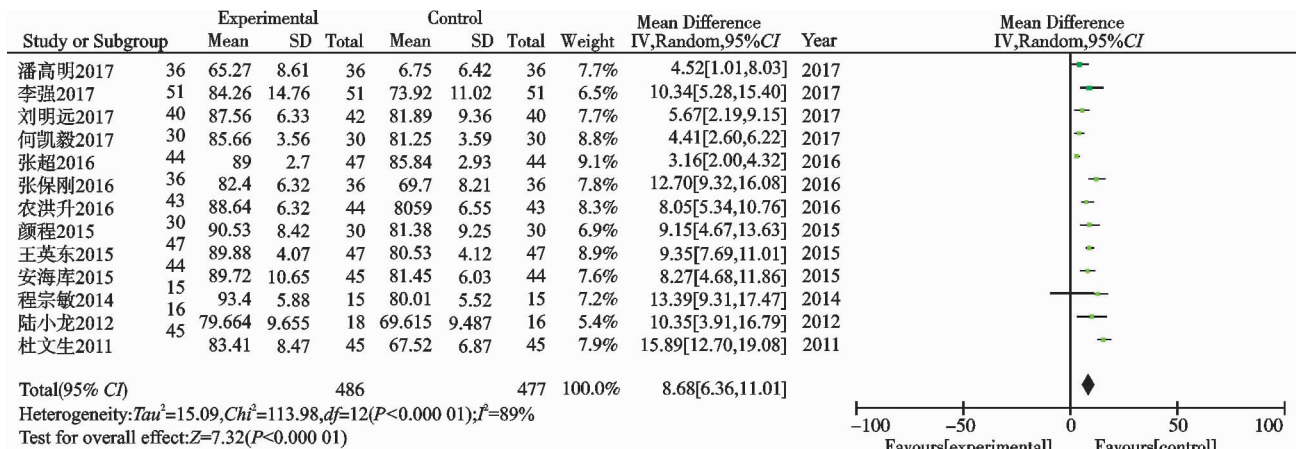 Experimental Control Mean Difference Mean Difference
Study or Subgroup Mean SD Total Mean SD Total Weight IV,Random,95%CI Year IV,Random,95%CI
潘高明2017 36 65.27 8.61 36 6.75 6.42 36 7.7% 4.52[1.01,8.03] 2017
李强2017 51 84.26 14.76 51 73.92 11.02 51 6.5% 10.34[5.28,15.40] 2017
刘明远2017 40 87.56 6.33 42 81.89 9.36 40 7.7% 5.67[2.19,9.15] 2017
何凯毅2017 30 85.66 3.56 30 81.25 3.59 30 8.8% 4.41[2.60,6.22] 2017
张超2016 44 89 2.7 47 85.84 2.93 44 9.1% 3.16[2.00,4.32] 2016
张保刚2016 36 82.4 6.32 36 69.7 8.21 36 7.8% 12.70[9.32,16.08] 2016
农洪升2016 43 88.64 6.32 44 8059 6.55 43 8.3% 8.05[5.34,10.76] 2016
颜程2015 30 90.53 8.42 30 81.38 9.25 30 6.9% 9.15[4.67,13.63] 2015
王英东2015 47 89.88 4.07 47 80.53 4.12 47 8.9% 9.35[7.69,11.01] 2015
安海库2015 44 89.72 10.65 45 81.45 6.03 44 7.6% 8.27[4.68,11.86] 2015
程宗敏2014 15 93.4 5.88 15 80.01 5.52 15 7.2% 13.39[9.31,17.47] 2014
陆小龙2012 16 79.664 9.655 18 69.615 9.487 16 5.4% 10.35[3.91,16.79] 2012
杜文生2011 45 83.41 8.47 45 67.52 6.87 45 7.9% 15.89[12.70,19.08] 2011
Total(95% CI) 486 477 100.0% 8.68[6.36,11.01]
Heterogeneity:Tau²=15.09,Chi²=113.98,df=12(P<0.000 01);I²=89%
Test for overall effect:Z=7.32(P<0.000 01)
−100 −50 0 50 100
Favours[experimental] Favours[control]